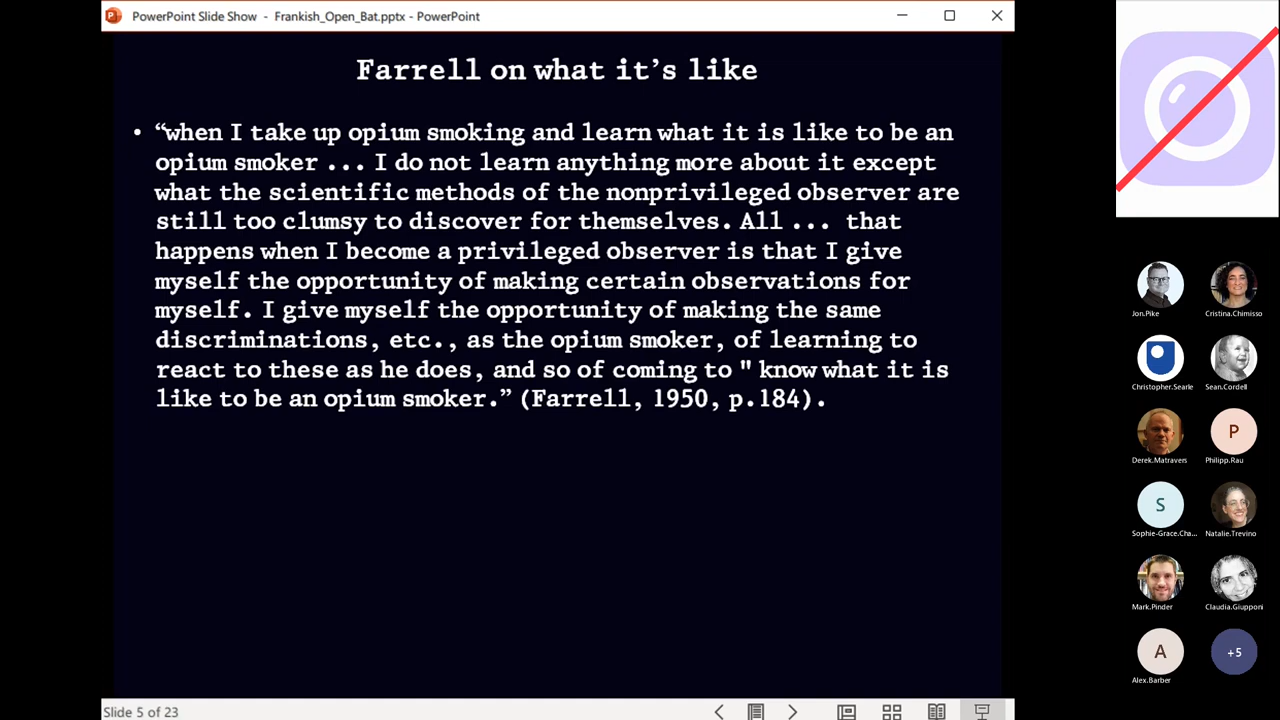 PowerPoint Slide Show - Frankish_Open_Bat.pptx - PowerPoint
Farrell on what it's like
• “when I take up opium smoking and learn what it is like to be an
opium smoker ... I do not learn anything more about it except
what the scientific methods of the nonprivileged observer are
still too clumsy to discover for themselves. All ... that
happens when I become a privileged observer is that I give
myself the opportunity of making certain observations for
myself. I give myself the opportunity of making the same
discriminations, etc., as the opium smoker, of learning to
react to these as he does, and so of coming to " know what it is
like to be an opium smoker.” (Farrell, 1950, p.184).
Slide 5 of 23
Jon.Pike
Cristina.Chimisso
Christopher.Searle
Sean.Cordell
Derek.Matravers
P
Philipp.Rau
S
Sophie-Grace.Cha...
Natalie.Trevino
Mark.Pinder
Claudia.Giupponi
A
Alex.Barber
+5